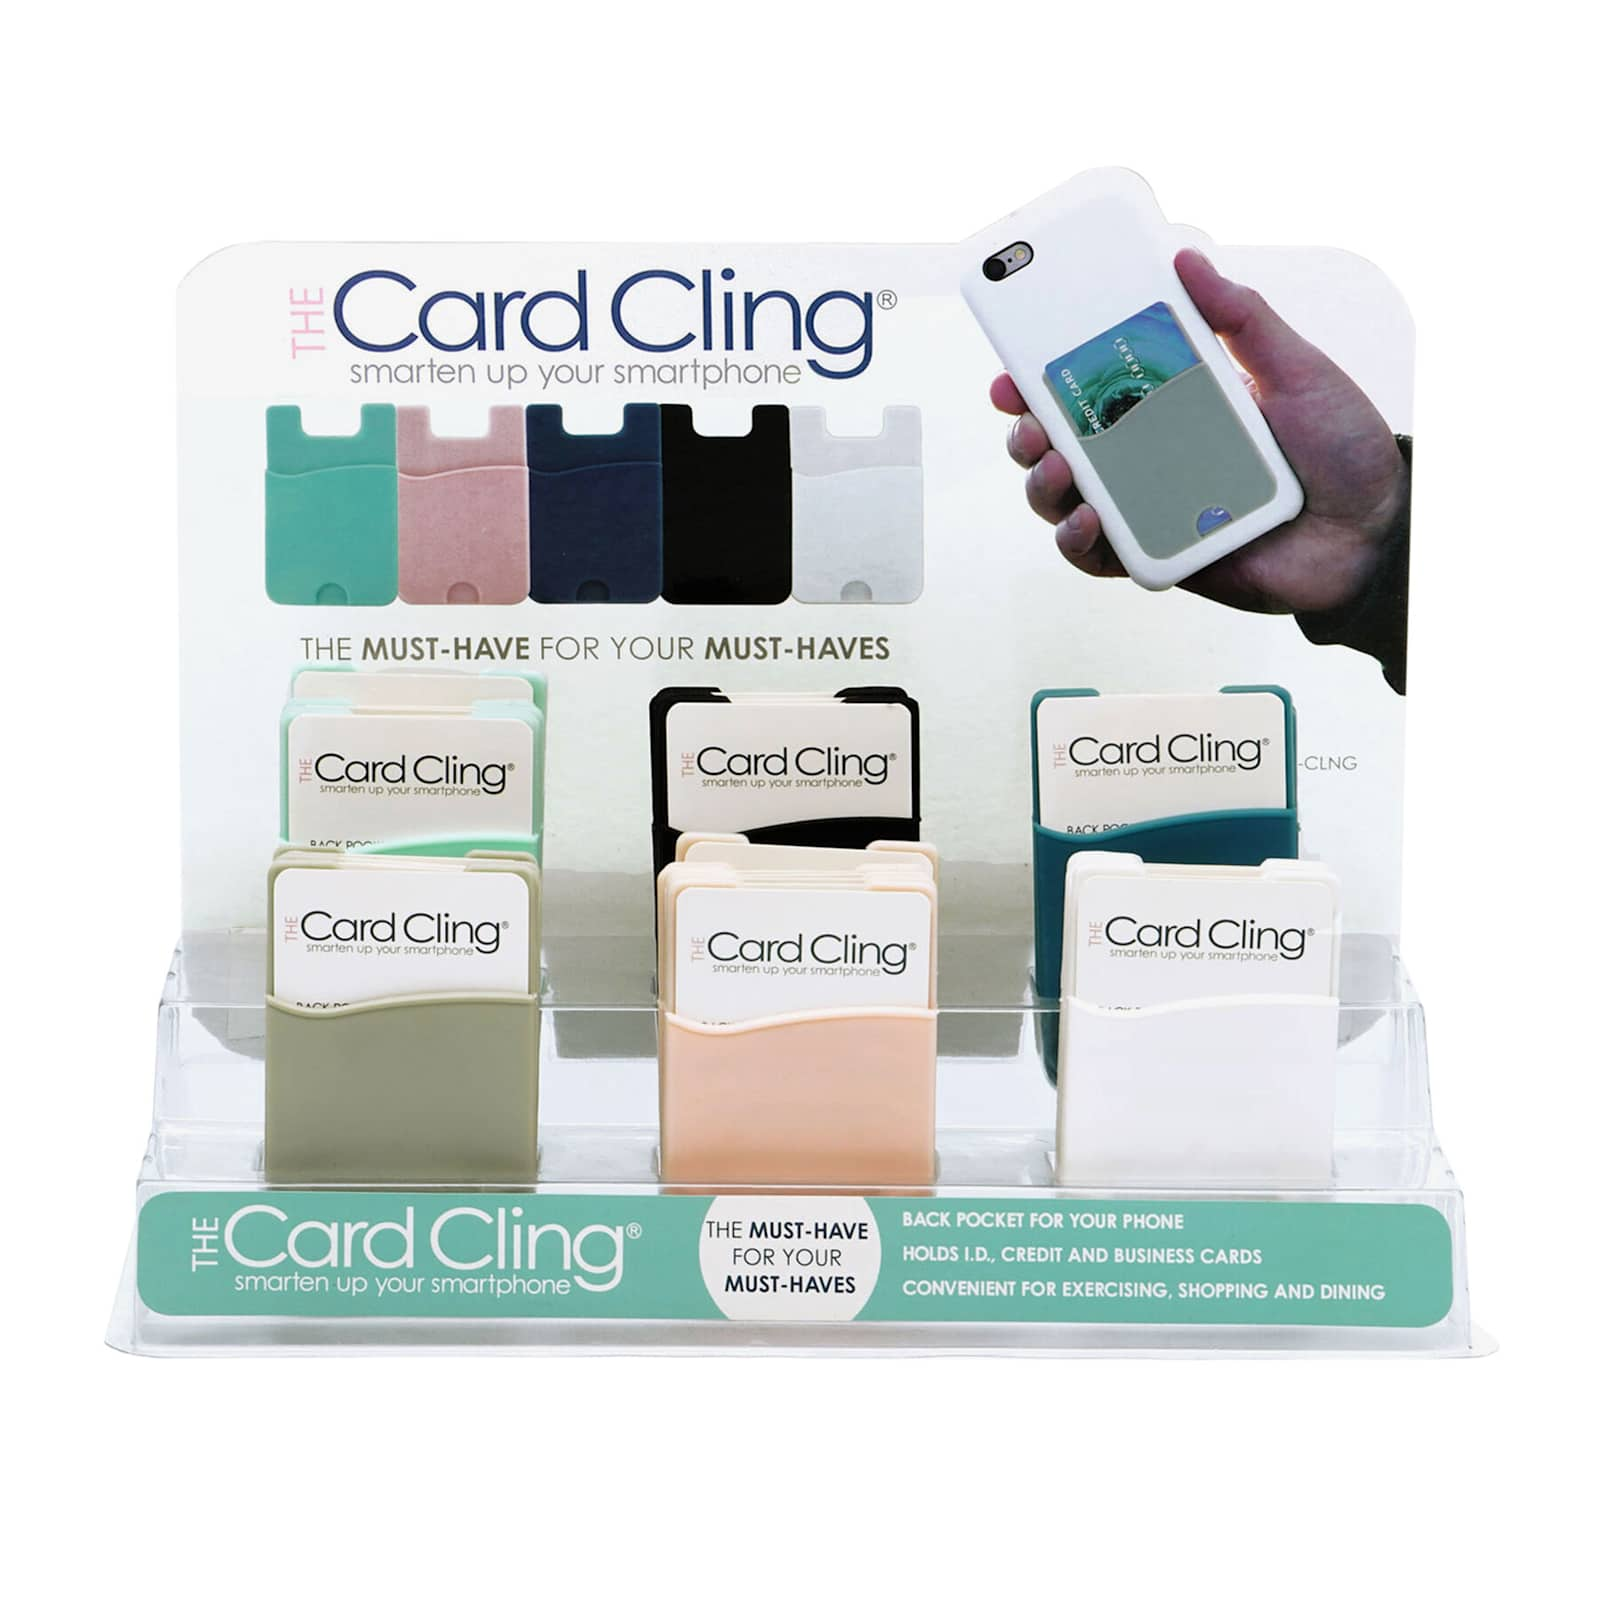 THE Card Cling®
smarten up your smartphone
CREDIT CARD
THE MUST-HAVE FOR YOUR MUST-HAVES
THE Card Cling®
smarten up your smartphone
THE Card Cling®
smarten up your smartphone
THE Card Cling®
smarten up your smartphone
BACK
-CLNG
THE Card Cling®
smarten up your smartphone
THE Card Cling®
smarten up your smartphone
THE Card Cling®
smarten up your smartphone
THE Card Cling®
smarten up your smartphone
THE MUST-HAVE
FOR YOUR
MUST-HAVES
BACK POCKET FOR YOUR PHONE
HOLDS I.D., CREDIT AND BUSINESS CARDS
CONVENIENT FOR EXERCISING, SHOPPING AND DINING